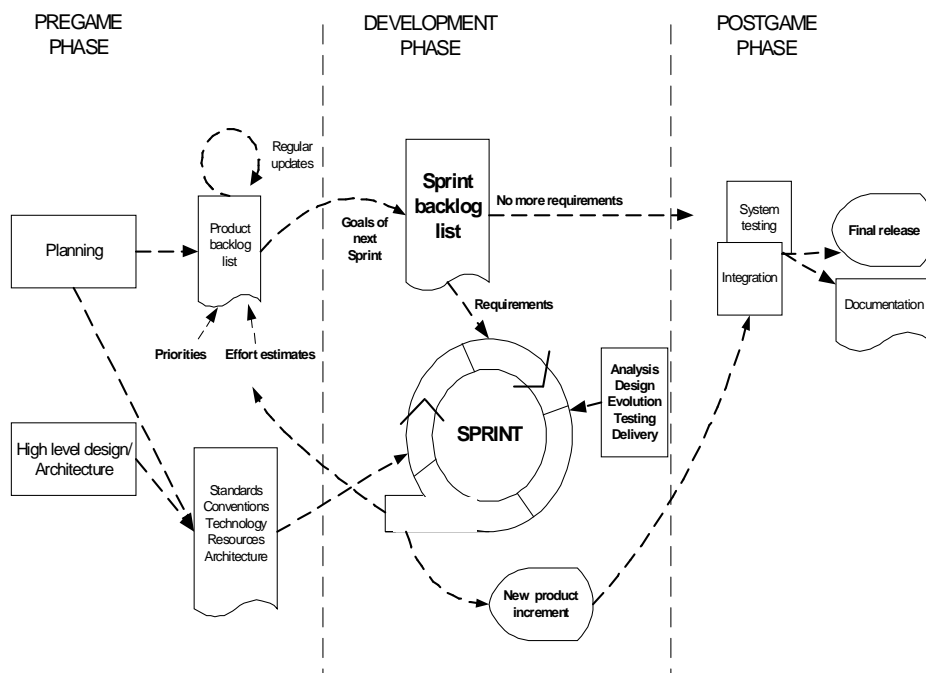 PREGAME
PHASE
DEVELOPMENT
PHASE
POSTGAME
PHASE
Regular
updates
Planning
Product
backlog
list
Goals of
next
Sprint
Sprint
backlog
list
No more requirements
System
testing
Final release
Integration
Documentation
Requirements
Priorities
Effort estimates
High level design/
Architecture
Standards
Conventions
Technology
Resources
Architecture
SPRINT
Analysis
Design
Evolution
Testing
Delivery
New product
increment